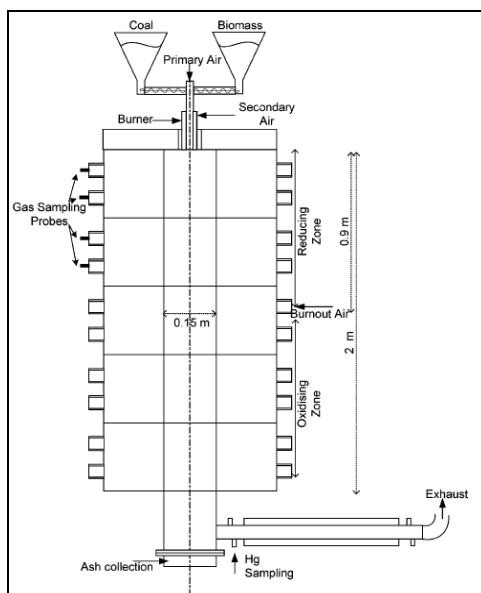 Coal
Biomass
Primary Air
Burner
Secondary
Air
Gas Sampling
Probes
Reducing
Zone
0.9 m
Burnout Air
0.15 m
2 m
Oxidising
Zone
Exhaust
Ash collection
Hg
Sampling